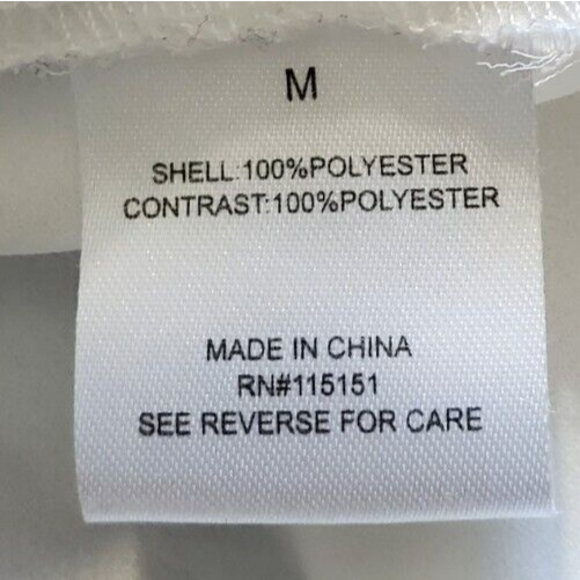 M
SHELL:100%POLYESTER
CONTRAST:100%POLYESTER
MADE IN CHINA
RN#115151
SEE REVERSE FOR CARE